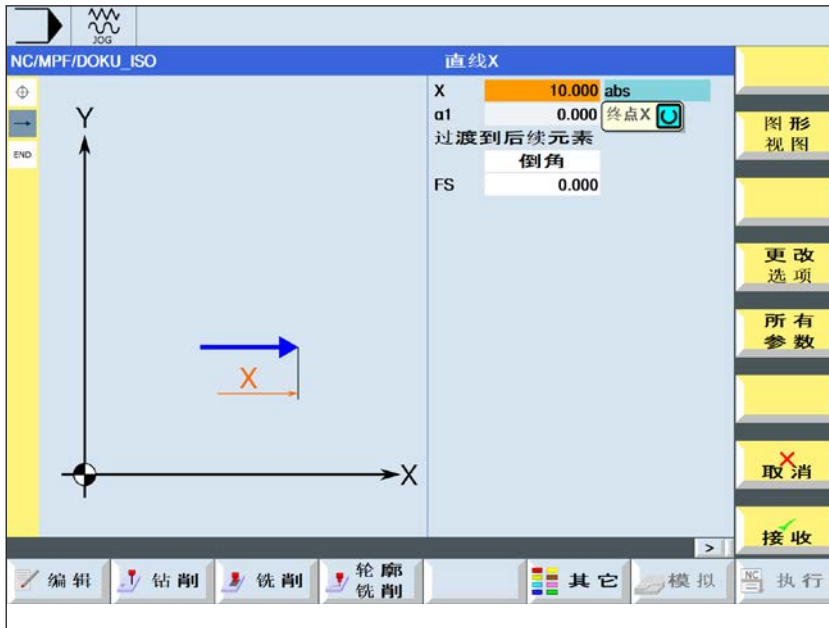 JOG
NC/MPF/DOKU_ISO
直线X
X 10.000 abs
α1 0.000 终点X
过渡到后续元素
倒角
FS 0.000
END
Y
X
X
图形
视图
更改
选项
所有
参数
取消
接收
>
编辑
钻削
铣削
轮廓
铣削
其它
模拟
NC
执行